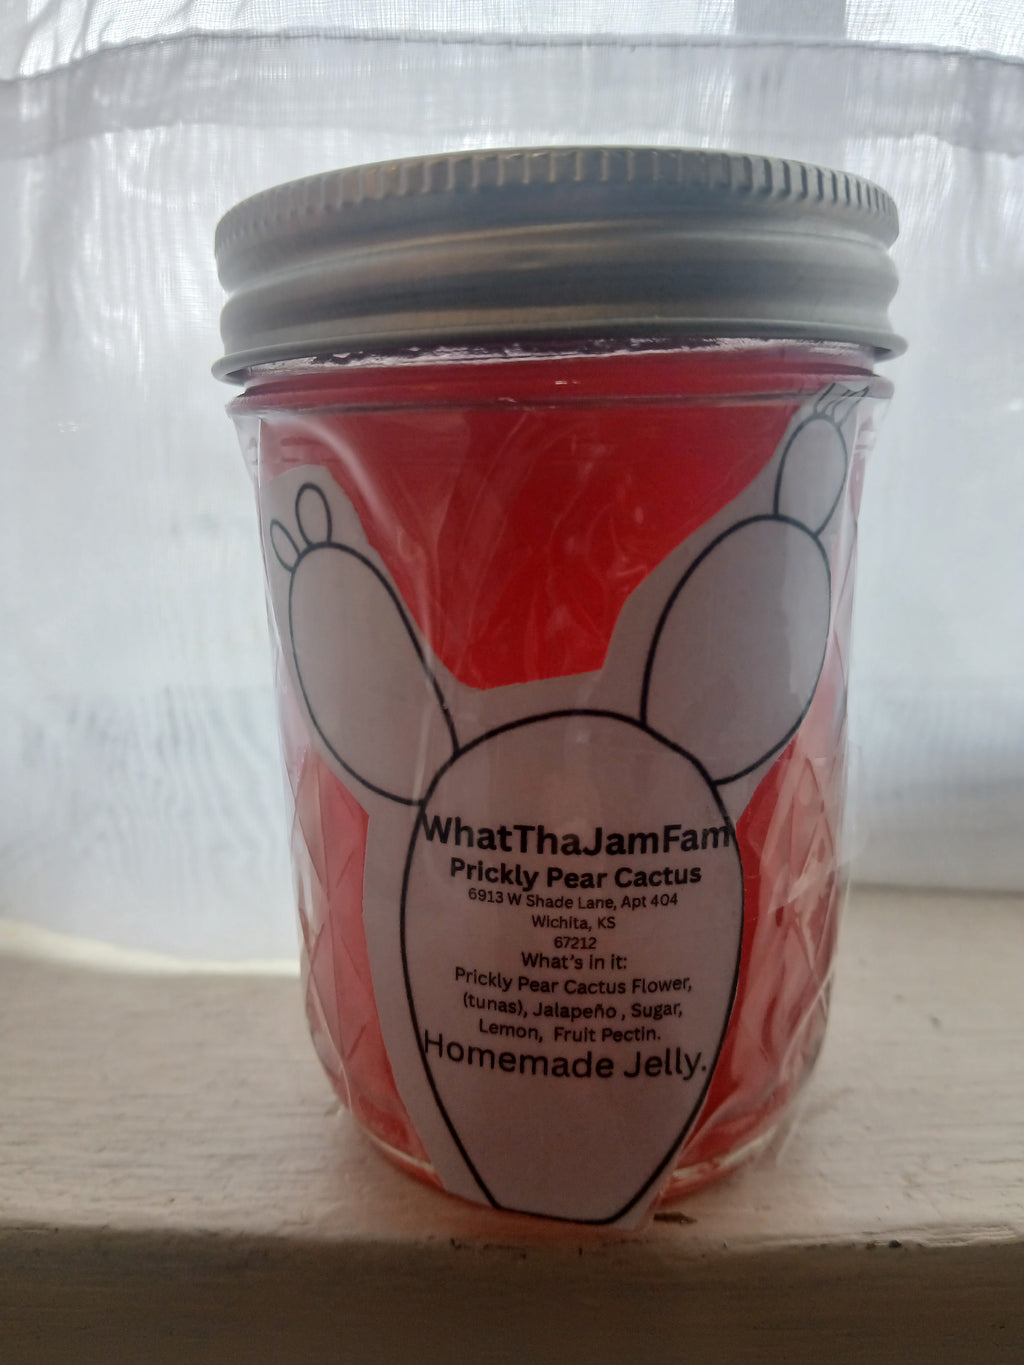 WhatThaJamFam
Prickly Pear Cactus
6913 W Shade Lane, Apt 404
Wichita, KS
67212
What's in it:
Prickly Pear Cactus Flower,
(tunas), Jalapeño , Sugar,
Lemon, Fruit Pectin.
Homemade Jelly.